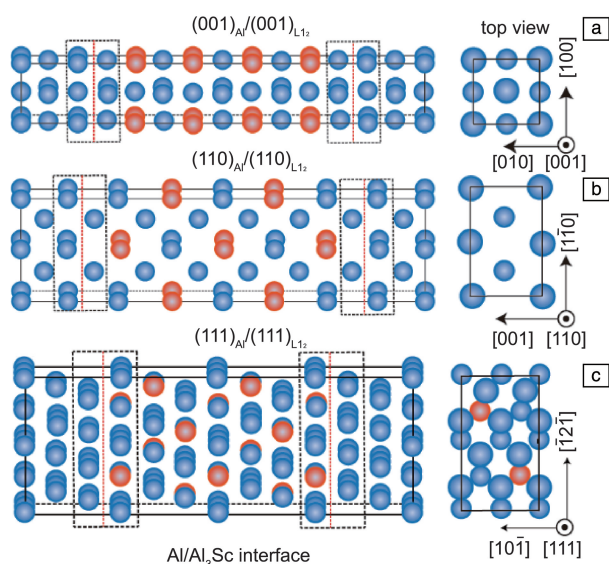 (001)Al/(001)L1₂
top view
a
[100]
[010] [001]
(110)Al/(110)L1₂
b
[11̄0]
[001] [110]
(111)Al/(111)L1₂
c
[1̄21̄]
[101̄] [111]
Al/Al₃Sc interface